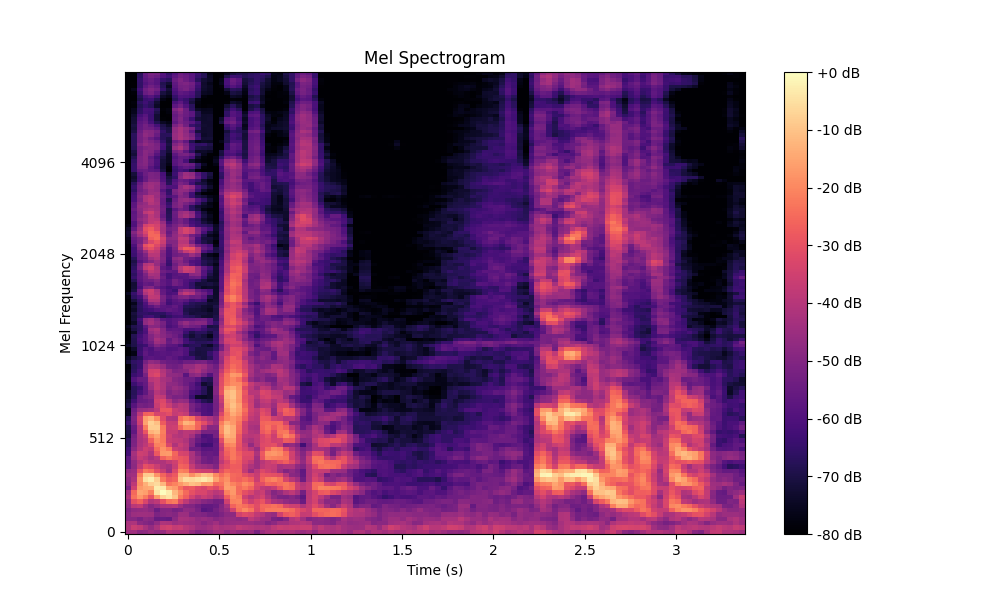 Mel Spectrogram
Mel Frequency
4096
2048
1024
512
0
0
0.5
1
1.5
2
2.5
3
Time (s)
+0 dB
-10 dB
-20 dB
-30 dB
-40 dB
-50 dB
-60 dB
-70 dB
-80 dB